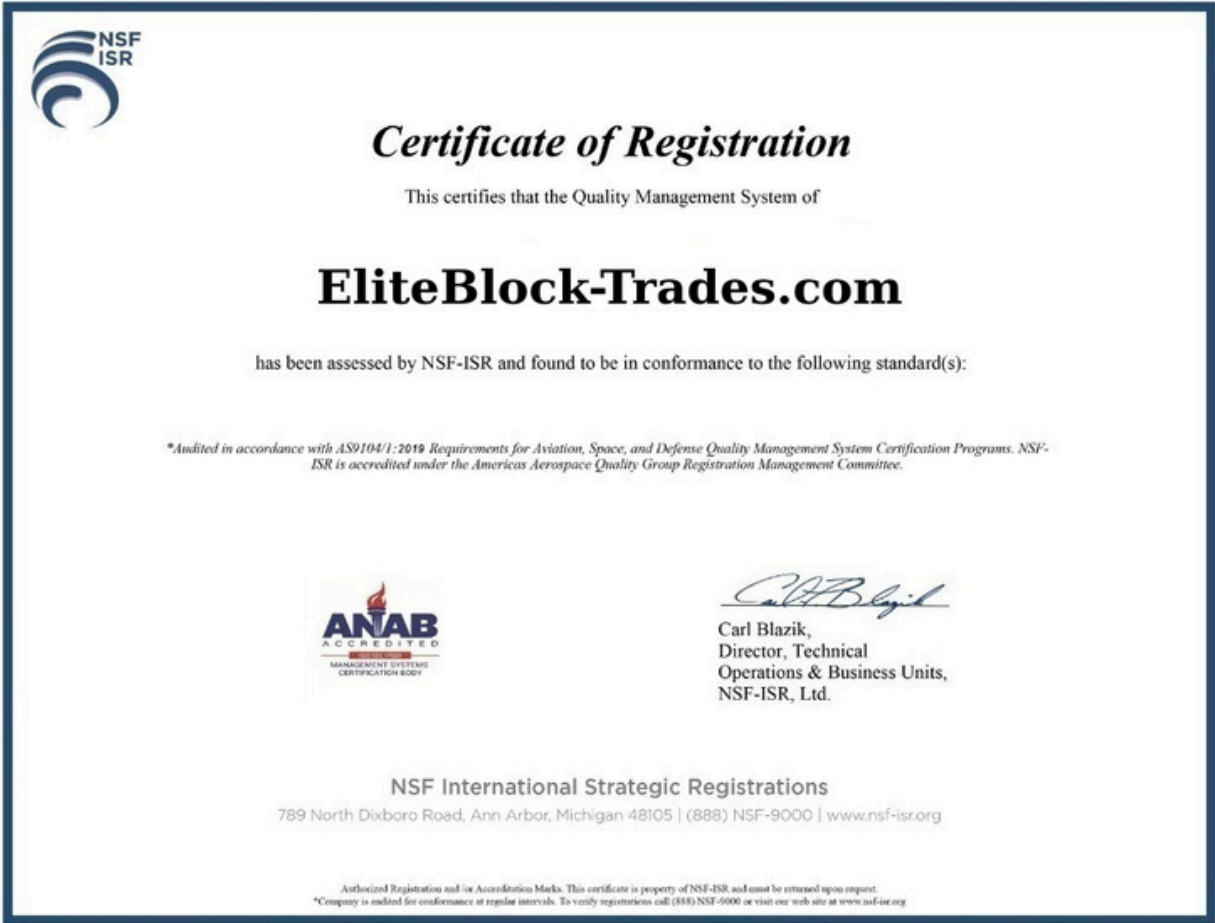 NSF
ISR
Certificate of Registration
This certifies that the Quality Management System of
EliteBlock-Trades.com
has been assessed by NSF-ISR and found to be in conformance to the following standard(s):
*Audited in accordance with AS9104/1:2019 Requirements for Aviation, Space, and Defense Quality Management System Certification Programs. NSF-
ISR is accredited under the Americas Aerospace Quality Group Registration Management Committee.
ANAB
ACCREDITED
MANAGEMENT SYSTEMS
CERTIFICATION BODY
Carl Blazik
Carl Blazik,
Director, Technical
Operations & Business Units,
NSF-ISR, Ltd.
NSF International Strategic Registrations
789 North Dixboro Road, Ann Arbor, Michigan 48105 | (888) NSF-9000 | www.nsf-isr.org
Authorized Registration and /or Accreditation Marks. This certificate is property of NSF-ISR and must be returned upon request.
*Company is audited for conformance at regular intervals. To verify registrations call (888) NSF-9000 or visit our web site at www.nsf-isr.org